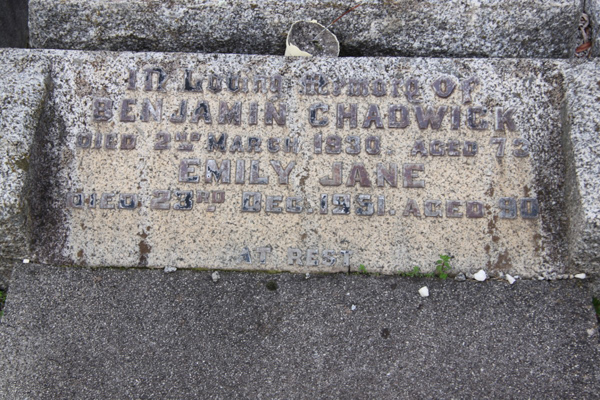 In Loving Memory Of
BENJAMIN CHADWICK
DIED 2ND MARCH 1930 AGED 73
EMILY JANE
DIED 23RD DEC. 1931. AGED 90
AT REST